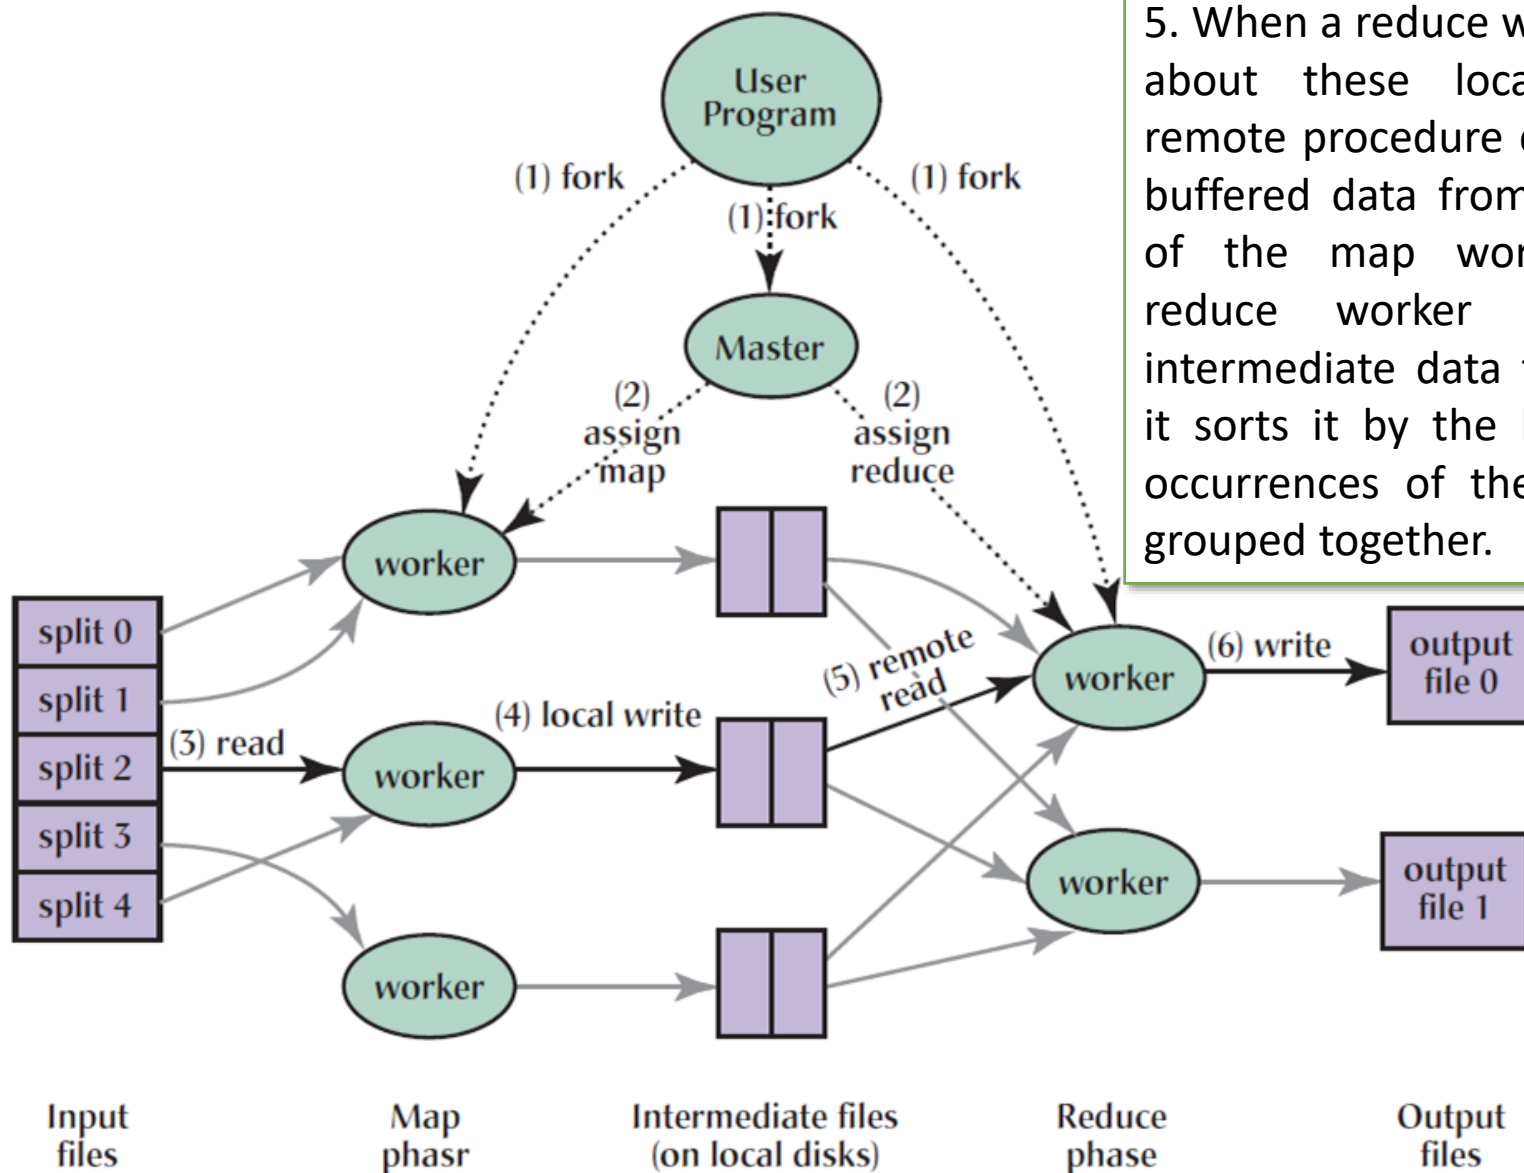 User
Program
(1) fork
(1) fork
(1) fork
Master
(2)
assign
map
(2)
assign
reduce
5. When a reduce
about these
remote procedure
buffered data from
of the map
reduce worker
intermediate data
it sorts it by the
occurrences of
grouped together.
worker
split 0
split 1
split 2
split 3
split 4
(3) read
worker
(4) local write
(5) remote
read
worker
(6) write
output
file 0
worker
output
file 1
worker
Input
files
Map
phasr
Intermediate files
(on local disks)
Reduce
phase
Output
files